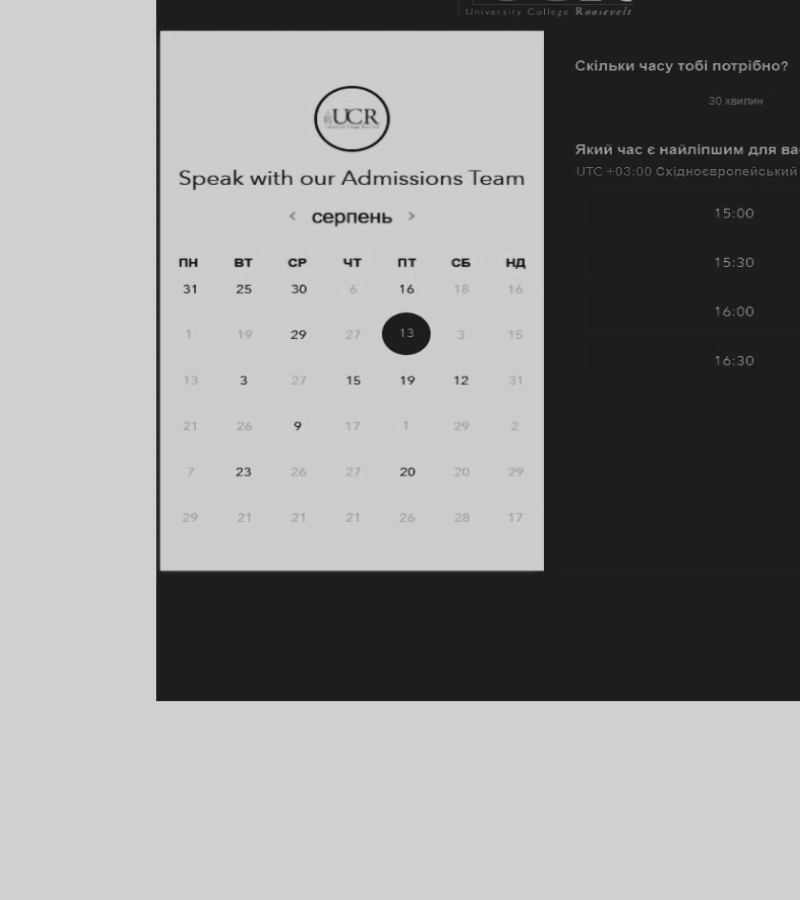 University College Roosevelt
UCR
Speak with our Admissions Team
< серпень >
ПН ВТ СР ЧТ ПТ СБ НД
31 25 30 6 16 18 16
1 19 29 27 13 3 15
13 3 27 15 19 12 31
21 26 9 17 1 29 2
7 23 26 27 20 20 29
29 21 21 21 26 28 17
Скільки часу тобі потрібно?
30 хвилин
Який час є найліпшим для ва
UTC +03:00 Східноєвропейський
15:00
15:30
16:00
16:30